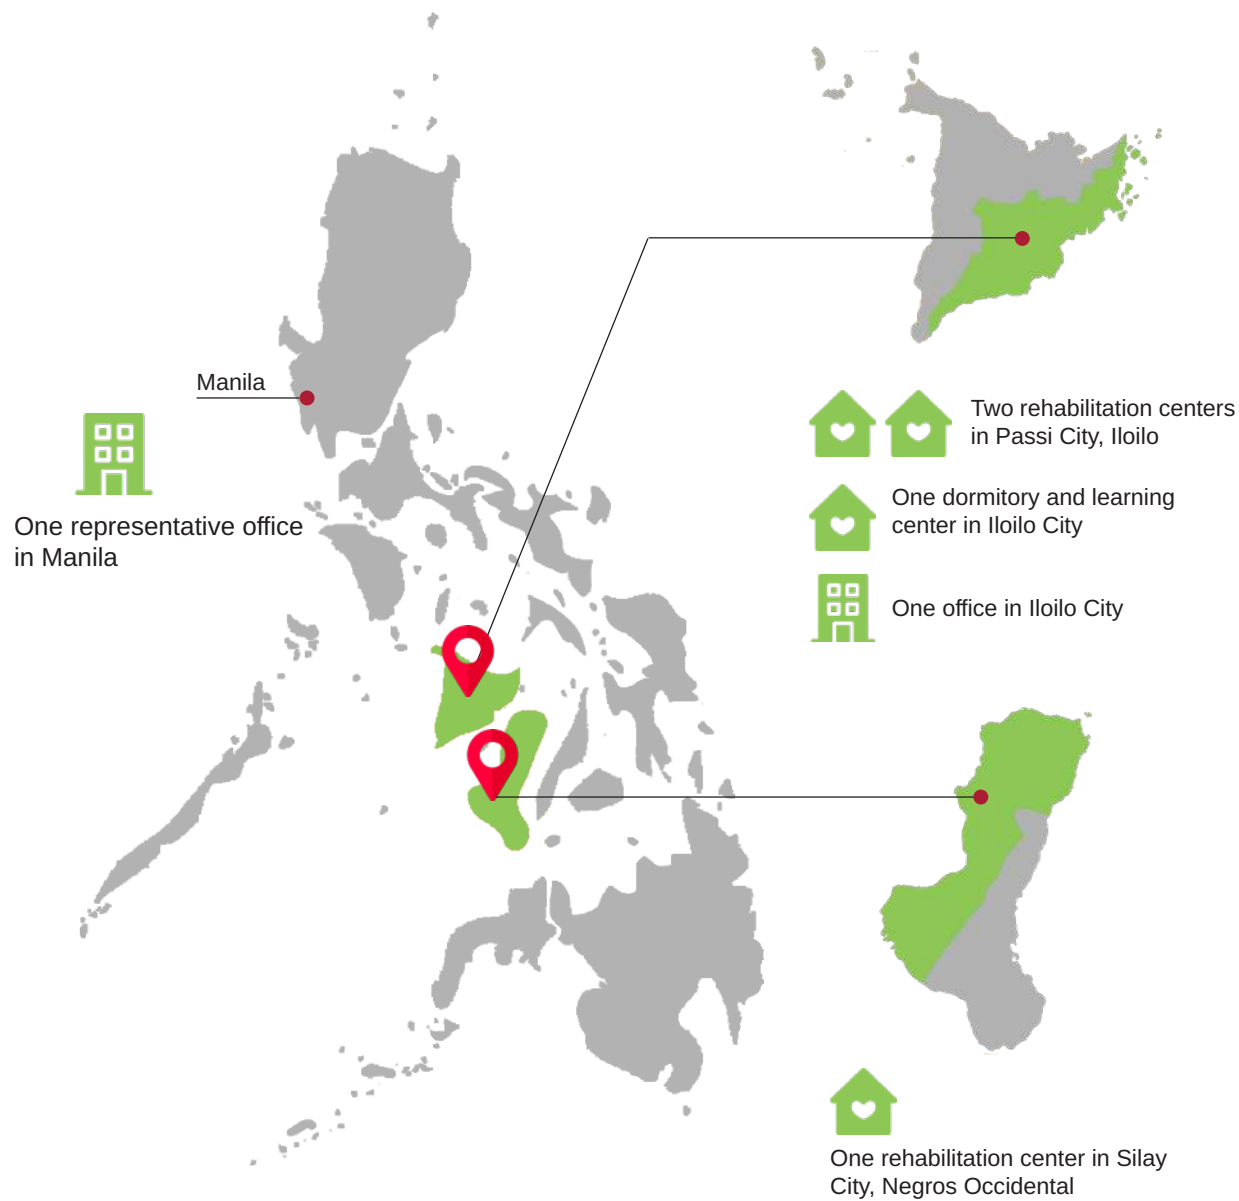 Manila
One representative office
in Manila
Two rehabilitation centers
in Passi City, Iloilo
One dormitory and learning
center in Iloilo City
One office in Iloilo City
One rehabilitation center in Silay
City, Negros Occidental